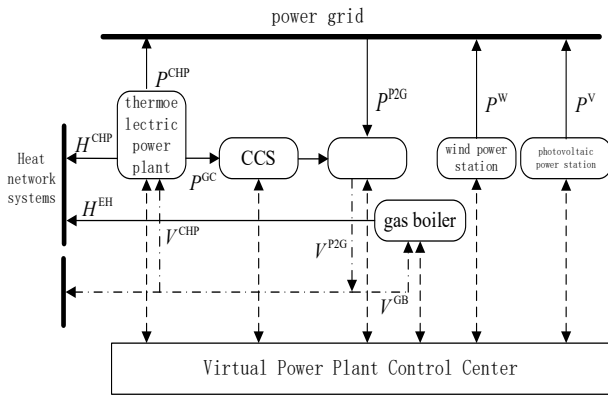 power grid
P^CHP
P^P2G
P^W
P^V
thermoe
lectric
power
plant
H^CHP
Heat
network
systems
P^GC
CCS
wind power
station
photovoltaic
power station
H^EH
V^CHP
V^P2G
gas boiler
V^GB
Virtual Power Plant Control Center